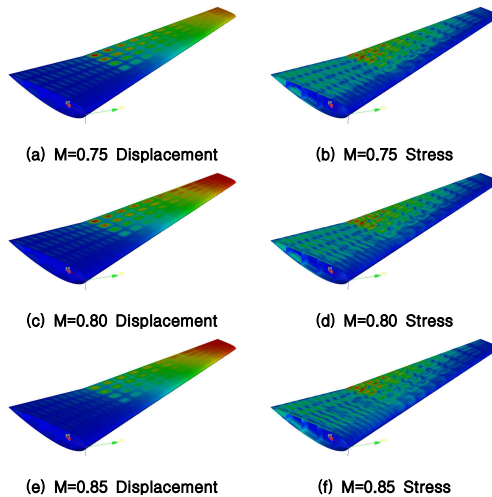 (a) M=0.75 Displacement
(b) M=0.75 Stress
(c) M=0.80 Displacement
(d) M=0.80 Stress
(e) M=0.85 Displacement
(f) M=0.85 Stress